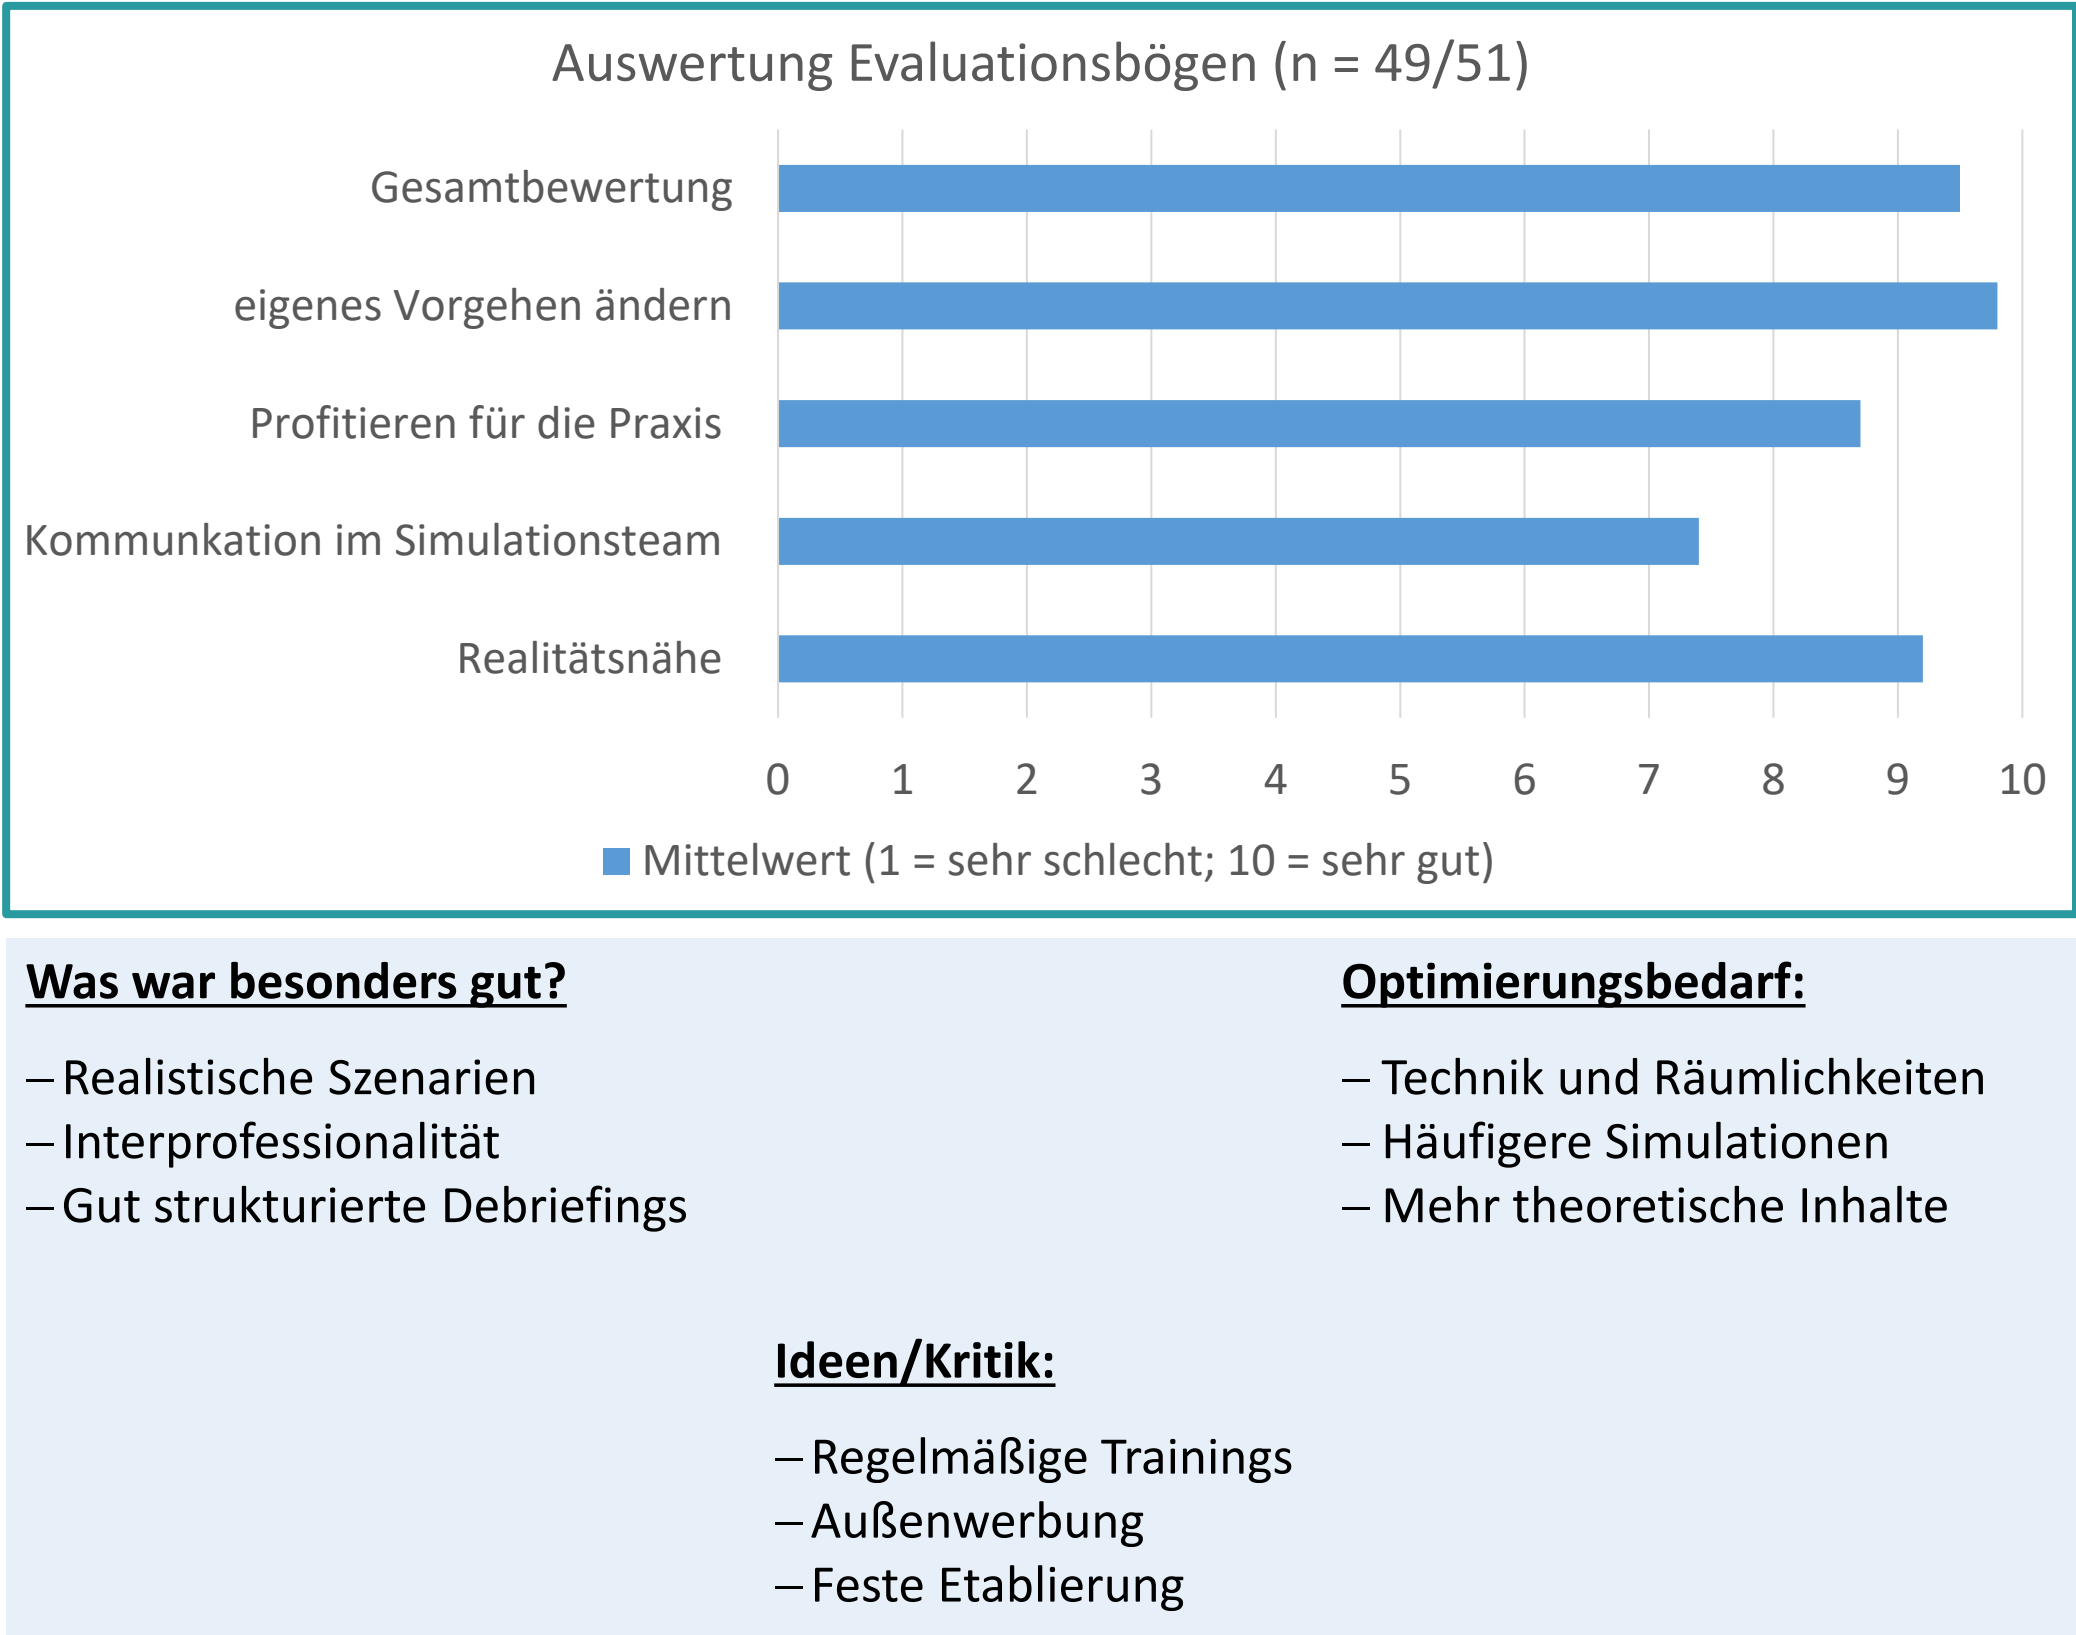 Auswertung Evaluationsbögen (n = 49/51)
Gesamtbewertung
eigenes Vorgehen ändern
Profitieren für die Praxis
Kommunkation im Simulationsteam
Realitätsnähe
0 1 2 3 4 5 6 7 8 9 10
Mittelwert (1 = sehr schlecht; 10 = sehr gut)
Was war besonders gut?
– Realistische Szenarien
– Interprofessionalität
– Gut strukturierte Debriefings
Optimierungsbedarf:
– Technik und Räumlichkeiten
– Häufigere Simulationen
– Mehr theoretische Inhalte
Ideen/Kritik:
– Regelmäßige Trainings
– Außenwerbung
– Feste Etablierung